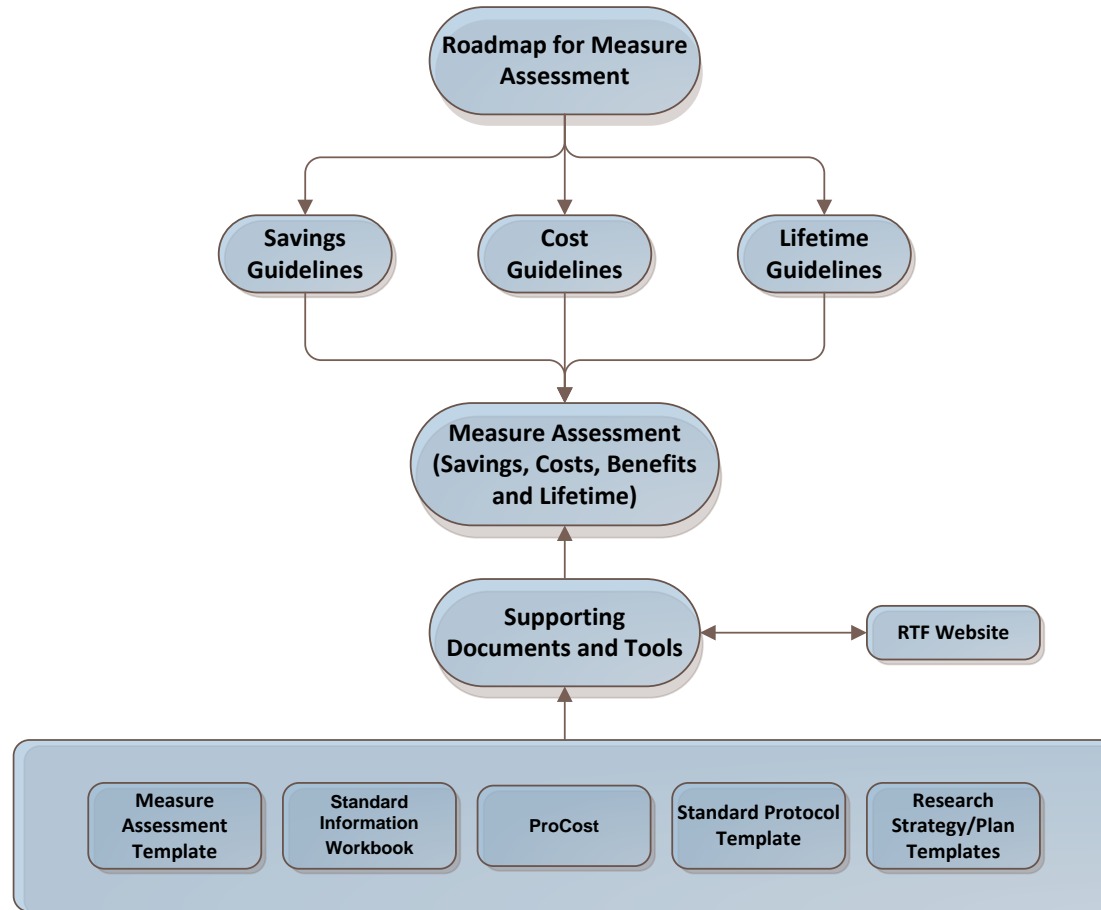 Roadmap for Measure
Assessment
Savings
Guidelines
Cost
Guidelines
Lifetime
Guidelines
Measure Assessment
(Savings, Costs, Benefits
and Lifetime)
Supporting
Documents and Tools
RTF Website
Measure
Assessment
Template
Standard
Information
Workbook
ProCost
Standard Protocol
Template
Research
Strategy/Plan
Templates